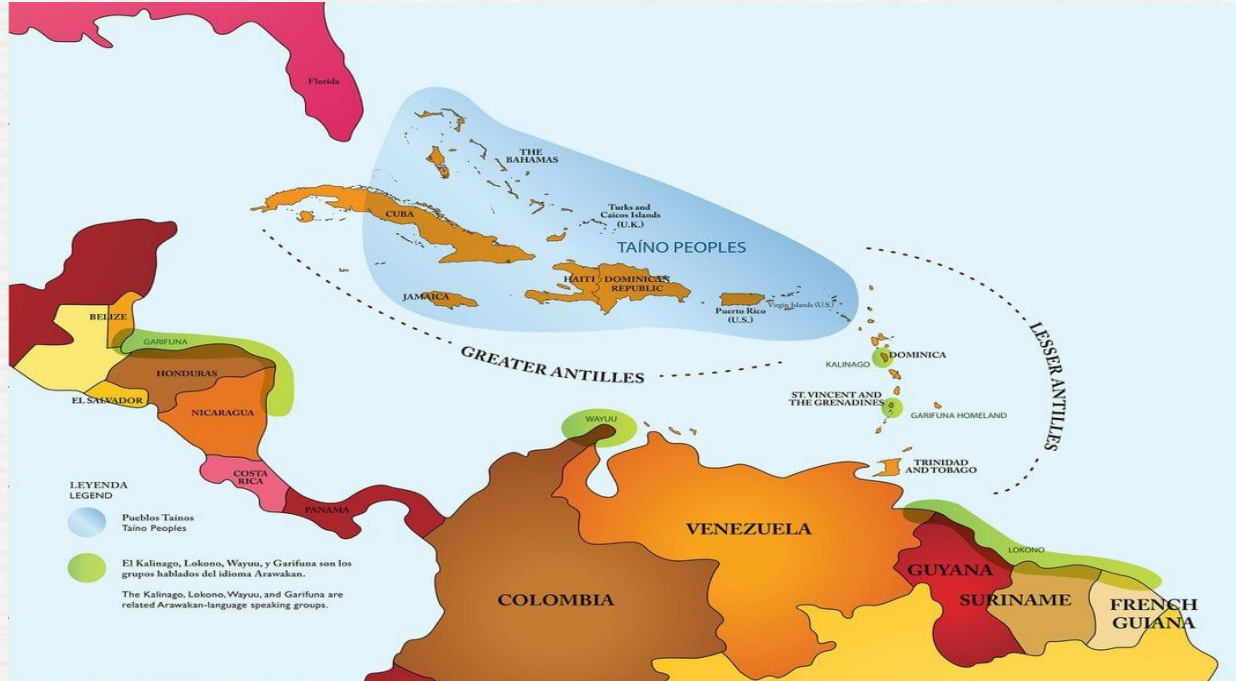 Florida
THE
BAHAMAS
Turks and
Caicos Islands
(U.K.)
CUBA
TAÍNO PEOPLES
HAITI
DOMINICAN
REPUBLIC
JAMAICA
Puerto Rico
(U.S.)
Virgin Islands (U.S.)
BELIZE
GARIFUNA
HONDURAS
EL SALVADOR
NICARAGUA
GREATER ANTILLES
LESSER ANTILLES
DOMINICA
KALINAGO
ST. VINCENT AND
THE GRENADINES
GARIFUNA HOMELAND
WAYUU
TRINIDAD
AND TOBAGO
COSTA
RICA
PANAMA
VENEZUELA
COLOMBIA
LOKONO
GUYANA
SURINAME
FRENCH
GUIANA
LEYENDA
LEGEND
Pueblos Taínos
Taíno Peoples
El Kalinago, Lokono, Wayuu, y Garifuna son los
grupos hablados del idioma Arawakan.
The Kalinago, Lokono, Wayuu, and Garifuna are
related Arawakan-language speaking groups.